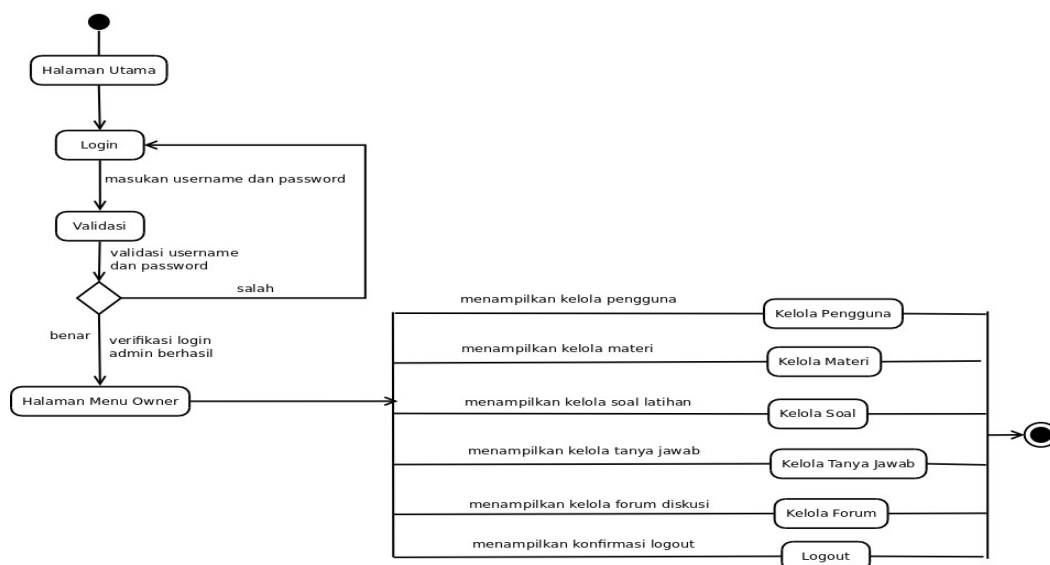 Halaman Utama
Login
masukan username dan password
Validasi
validasi username
dan password
salah
benar
verifikasi login
admin berhasil
Halaman Menu Owner
menampilkan kelola pengguna
Kelola Pengguna
menampilkan kelola materi
Kelola Materi
menampilkan kelola soal latihan
Kelola Soal
menampilkan kelola tanya jawab
Kelola Tanya Jawab
menampilkan kelola forum diskusi
Kelola Forum
menampilkan konfirmasi logout
Logout